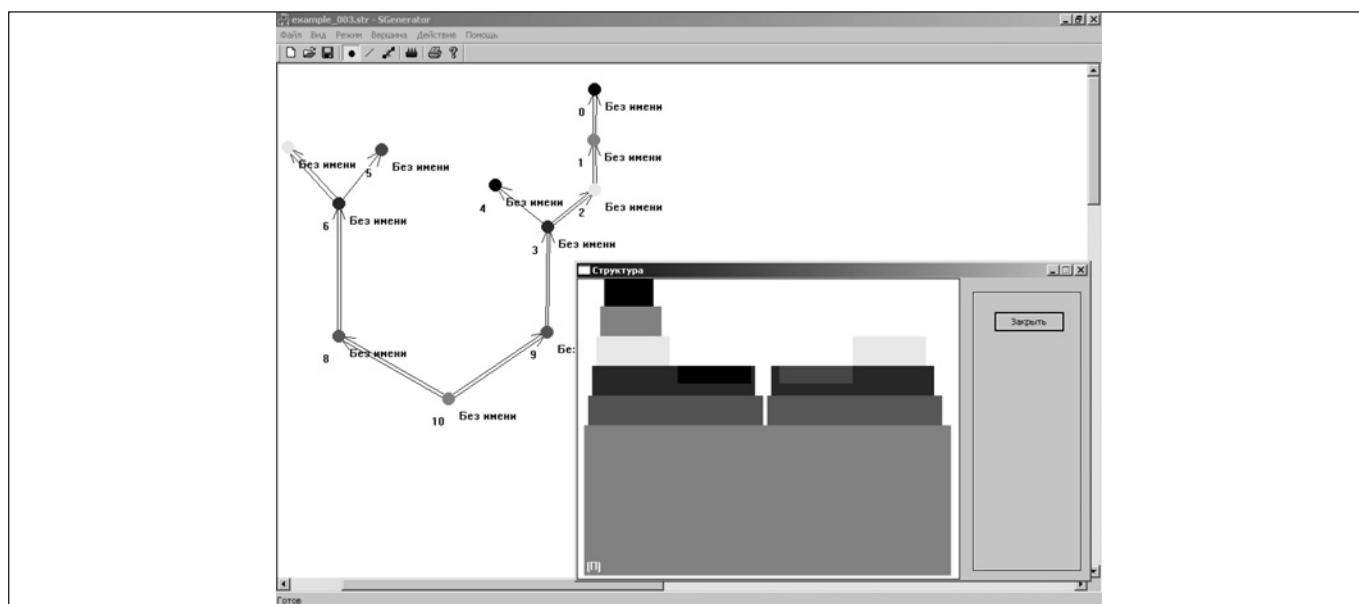 example_003.str - SGenerator
Файл Вид Режим Вершина Действие Помощь
0 Без имени
1 Без имени
Без имени
5 Без имени
4 Без имени
2 Без имени
6 Без имени
3 Без имени
8 Без имени
9 Без
10 Без имени
Структура
Закрыть
(П)
Готов